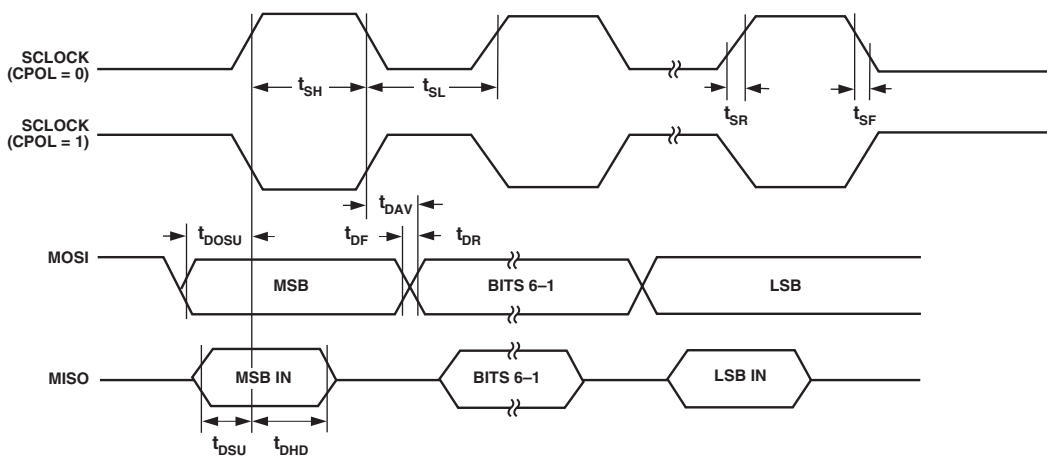 SCLOCK
(CPOL = 0)
tSH
tSL
tSR
tSF
SCLOCK
(CPOL = 1)
tDAV
tDOSU
tDF
tDR
MOSI
MSB
BITS 6–1
LSB
MISO
MSB IN
BITS 6–1
LSB IN
tDSU
tDHD